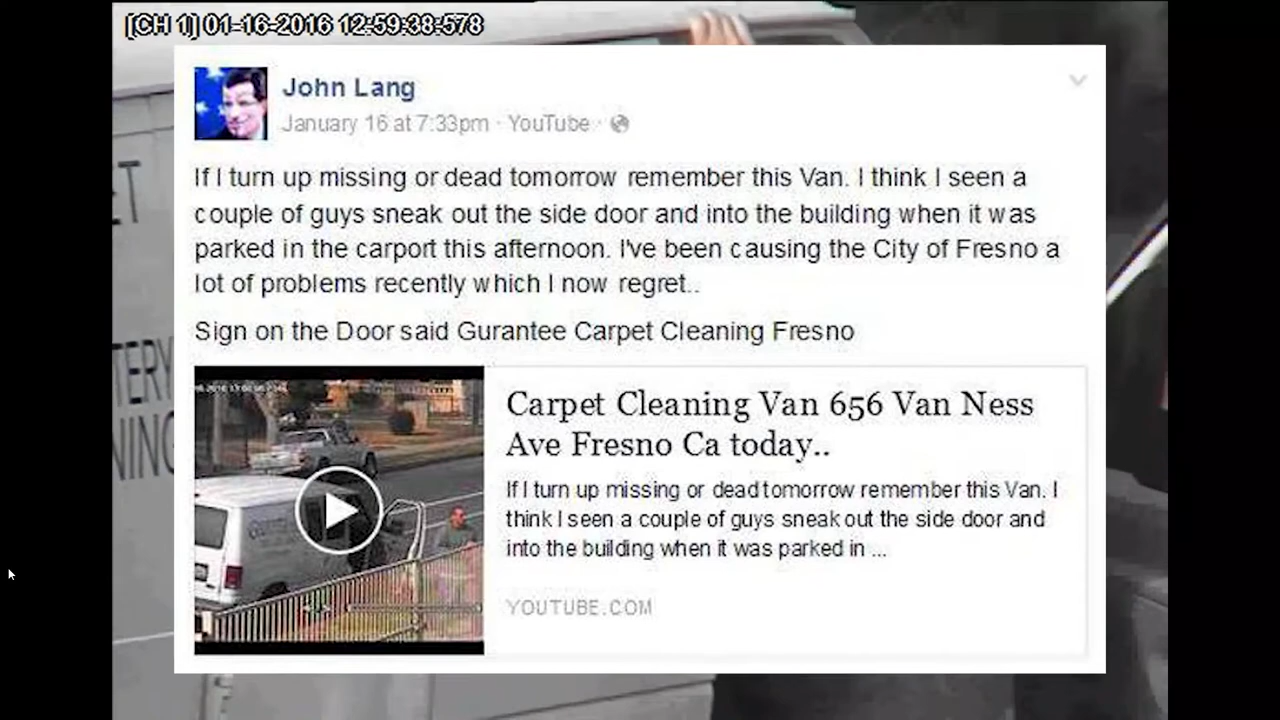 [CH 1] 01-16-2016 12:59:38:578
John Lang
January 16 at 7:33pm · YouTube ·
If I turn up missing or dead tomorrow remember this Van. I think I seen a
couple of guys sneak out the side door and into the building when it was
parked in the carport this afternoon. I've been causing the City of Fresno a
lot of problems recently which I now regret..
Sign on the Door said Gurantee Carpet Cleaning Fresno
Carpet Cleaning Van 656 Van Ness
Ave Fresno Ca today..
If I turn up missing or dead tomorrow remember this Van. I
think I seen a couple of guys sneak out the side door and
into the building when it was parked in ...
YOUTUBE.COM
ET
TERY
NING